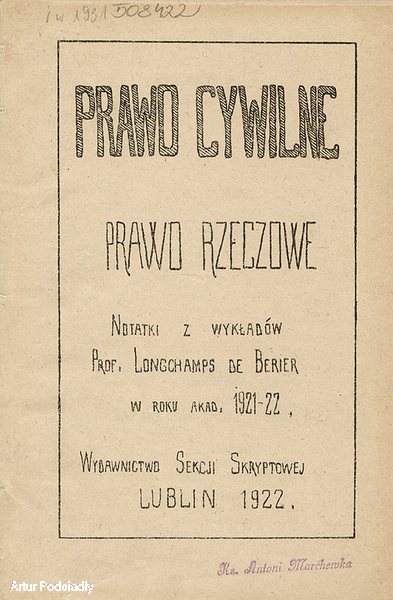 i w 1931 508422
PRAWO CYWILNE
PRAWO RZECZOWE
NOTATKI Z WYKŁADÓW
PROF. LONGCHAMPS DE BERIER
W ROKU AKAD. 1921-22.
WYDAWNICTWO SEKCJI SKRYPTOWEJ
LUBLIN 1922.
Ks. Antoni Marchewka
Artur Podoladły